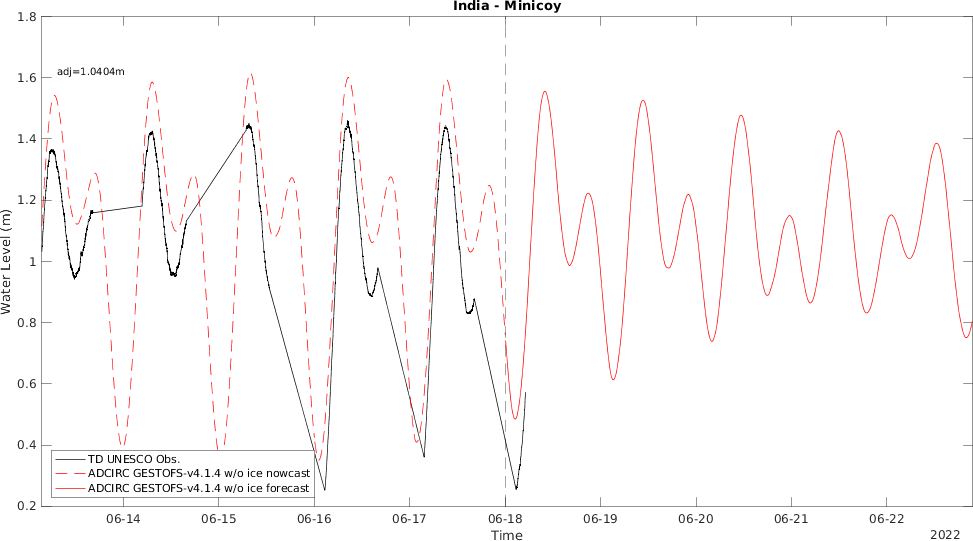 India - Minicoy
1.8
1.6
1.4
1.2
1
0.8
0.6
0.4
0.2
Water Level (m)
adj=1.0404m
TD UNESCO Obs.
ADCIRC GESTOFS-v4.1.4 w/o ice nowcast
ADCIRC GESTOFS-v4.1.4 w/o ice forecast
06-14 06-15 06-16 06-17 06-18 06-19 06-20 06-21 06-22
Time
2022